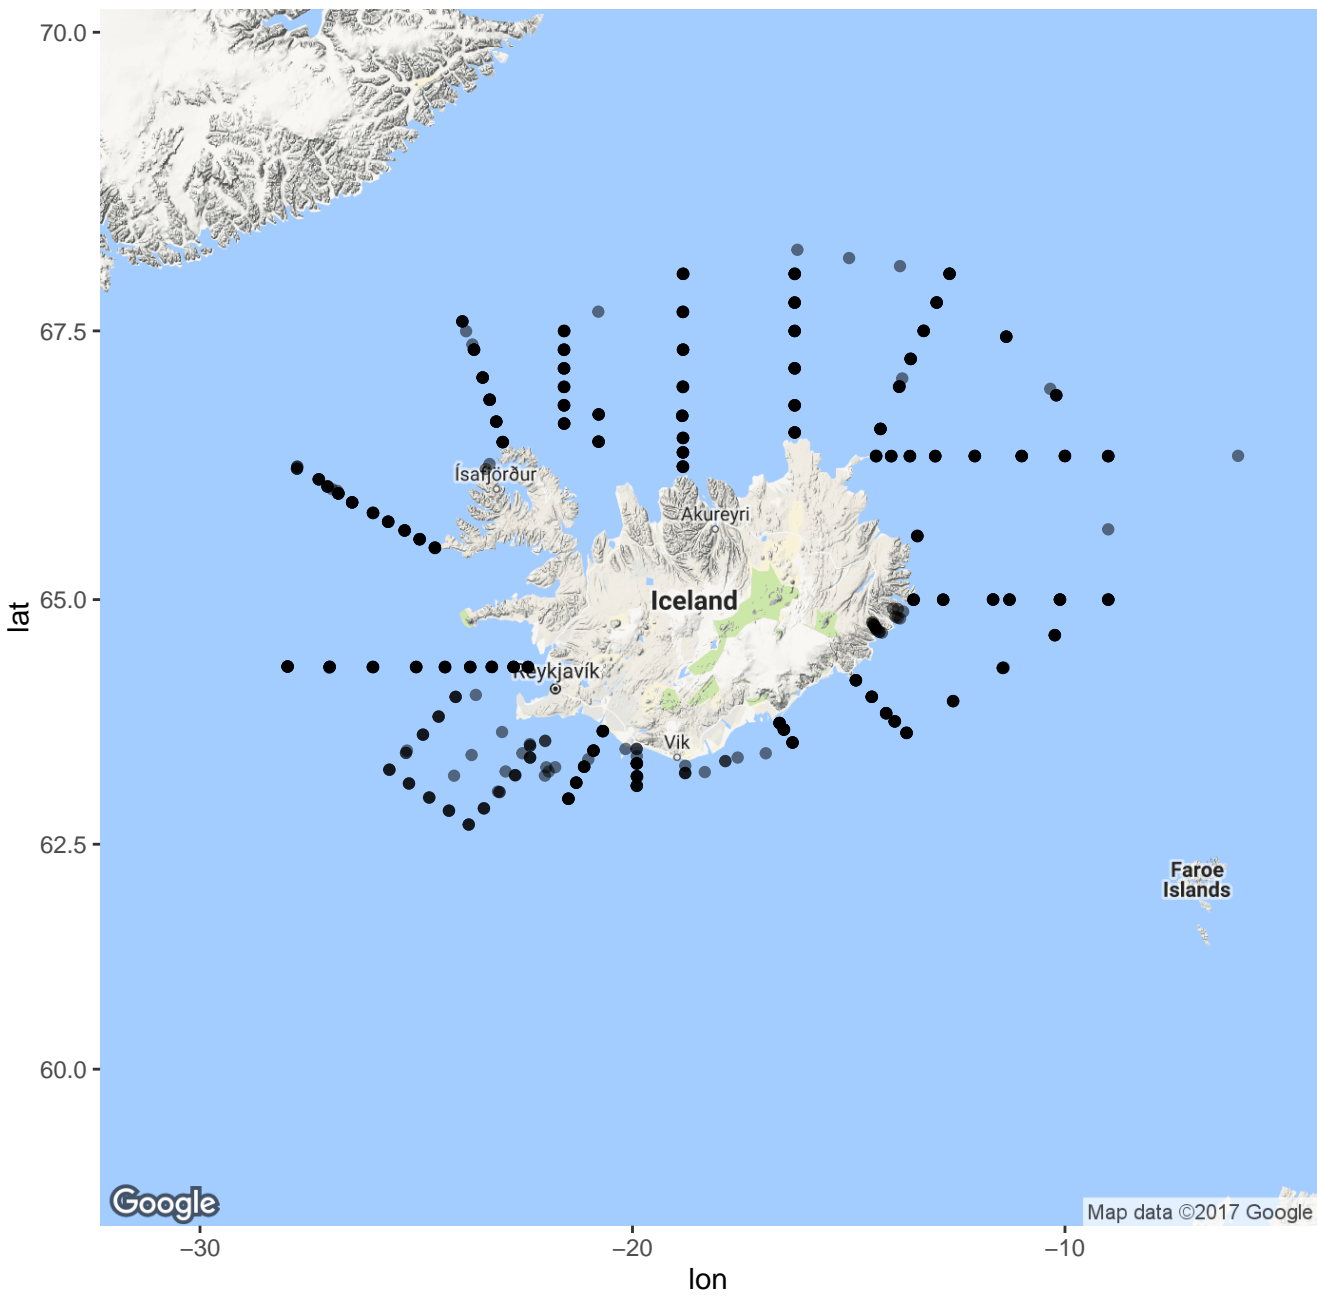 70.0
67.5
Ísafjörður
Akureyri
65.0
Iceland
lat
Reykjavík
Vik
62.5
Faroe
Islands
60.0
Google
Map data ©2017 Google
−30
−20
−10
lon